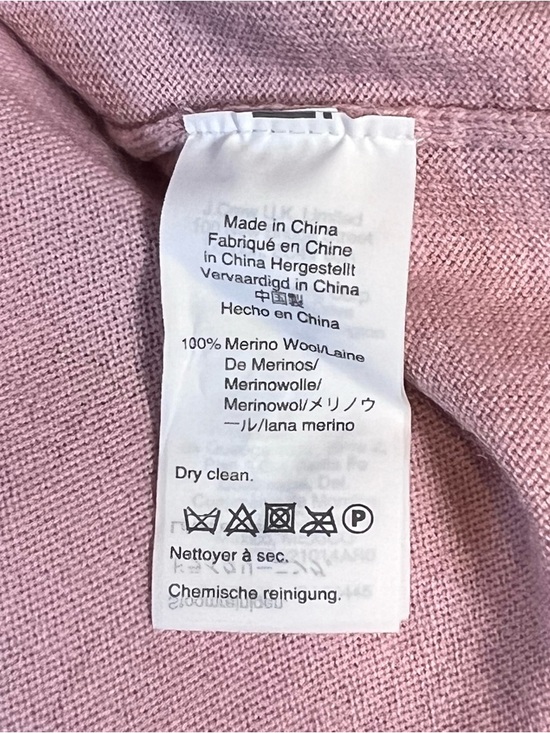 Made in China
Fabriqué en Chine
in China Hergestellt
Vervaardigd in China
中国製
Hecho en China
100% Merino Wool/Laine
De Merinos/
Merinowolle/
Merinowol/メリノウ
ール/lana merino
Dry clean.
P
Nettoyer à sec.
Chemische reinigung.